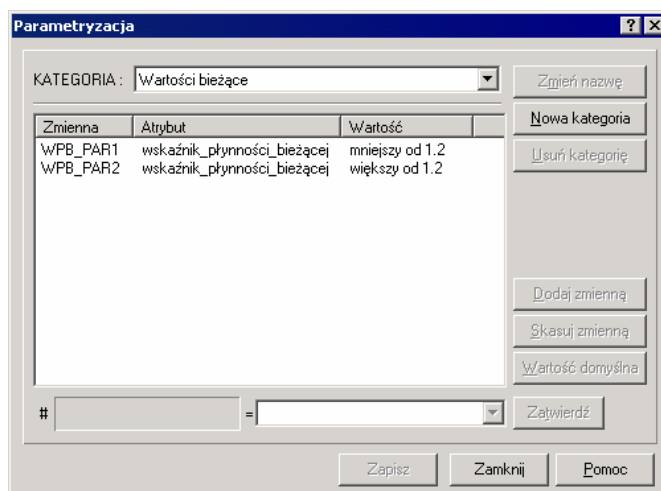 Parametryzacja
KATEGORIA : Wartości bieżące
Zmień nazwę
Nowa kategoria
Usuń kategorię
Zmienna Atrybut Wartość
WPB_PAR1 wskaźnik_płynności_bieżącej mniejszy od 1.2
WPB_PAR2 wskaźnik_płynności_bieżącej większy od 1.2
Dodaj zmienną
Skasuj zmienną
Wartość domyślna
# =
Zatwierdź
Zapisz Zamknij Pomoc